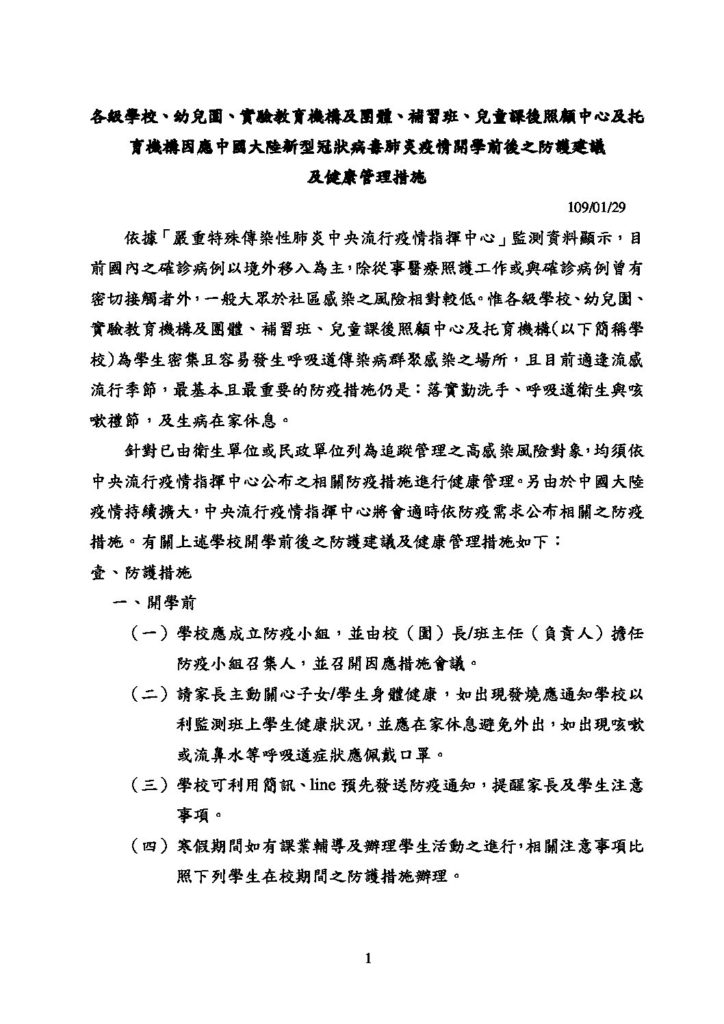 各級學校、幼兒園、實驗教育機構及團體、補習班、兒童課後照顧中心及托
育機構因應中國大陸新型冠狀病毒肺炎疫情開學前後之防護建議
及健康管理措施
109/01/29
依據「嚴重特殊傳染性肺炎中央流行疫情指揮中心」監測資料顯示，目
前國內之確診病例以境外移入為主，除從事醫療照護工作或與確診病例曾有
密切接觸者外，一般大眾於社區感染之風險相對較低。惟各級學校、幼兒園、
實驗教育機構及團體、補習班、兒童課後照顧中心及托育機構(以下簡稱學
校)為學生密集且容易發生呼吸道傳染病群聚感染之場所，且目前適逢流感
流行季節，最基本且最重要的防疫措施仍是：落實勤洗手、呼吸道衛生與咳
嗽禮節，及生病在家休息。
針對已由衛生單位或民政單位列為追蹤管理之高感染風險對象，均須依
中央流行疫情指揮中心公布之相關防疫措施進行健康管理。另由於中國大陸
疫情持續擴大，中央流行疫情指揮中心將會適時依防疫需求公布相關之防疫
措施。有關上述學校開學前後之防護建議及健康管理措施如下：
壹、防護措施
一、開學前
（一）學校應成立防疫小組，並由校（園）長/班主任（負責人）擔任
防疫小組召集人，並召開因應措施會議。
（二）請家長主動關心子女/學生身體健康，如出現發燒應通知學校以
利監測班上學生健康狀況，並應在家休息避免外出，如出現咳嗽
或流鼻水等呼吸道症狀應佩戴口罩。
（三）學校可利用簡訊、line 預先發送防疫通知，提醒家長及學生注意
事項。
（四）寒假期間如有課業輔導及辦理學生活動之進行，相關注意事項比
照下列學生在校期間之防護措施辦理。
1